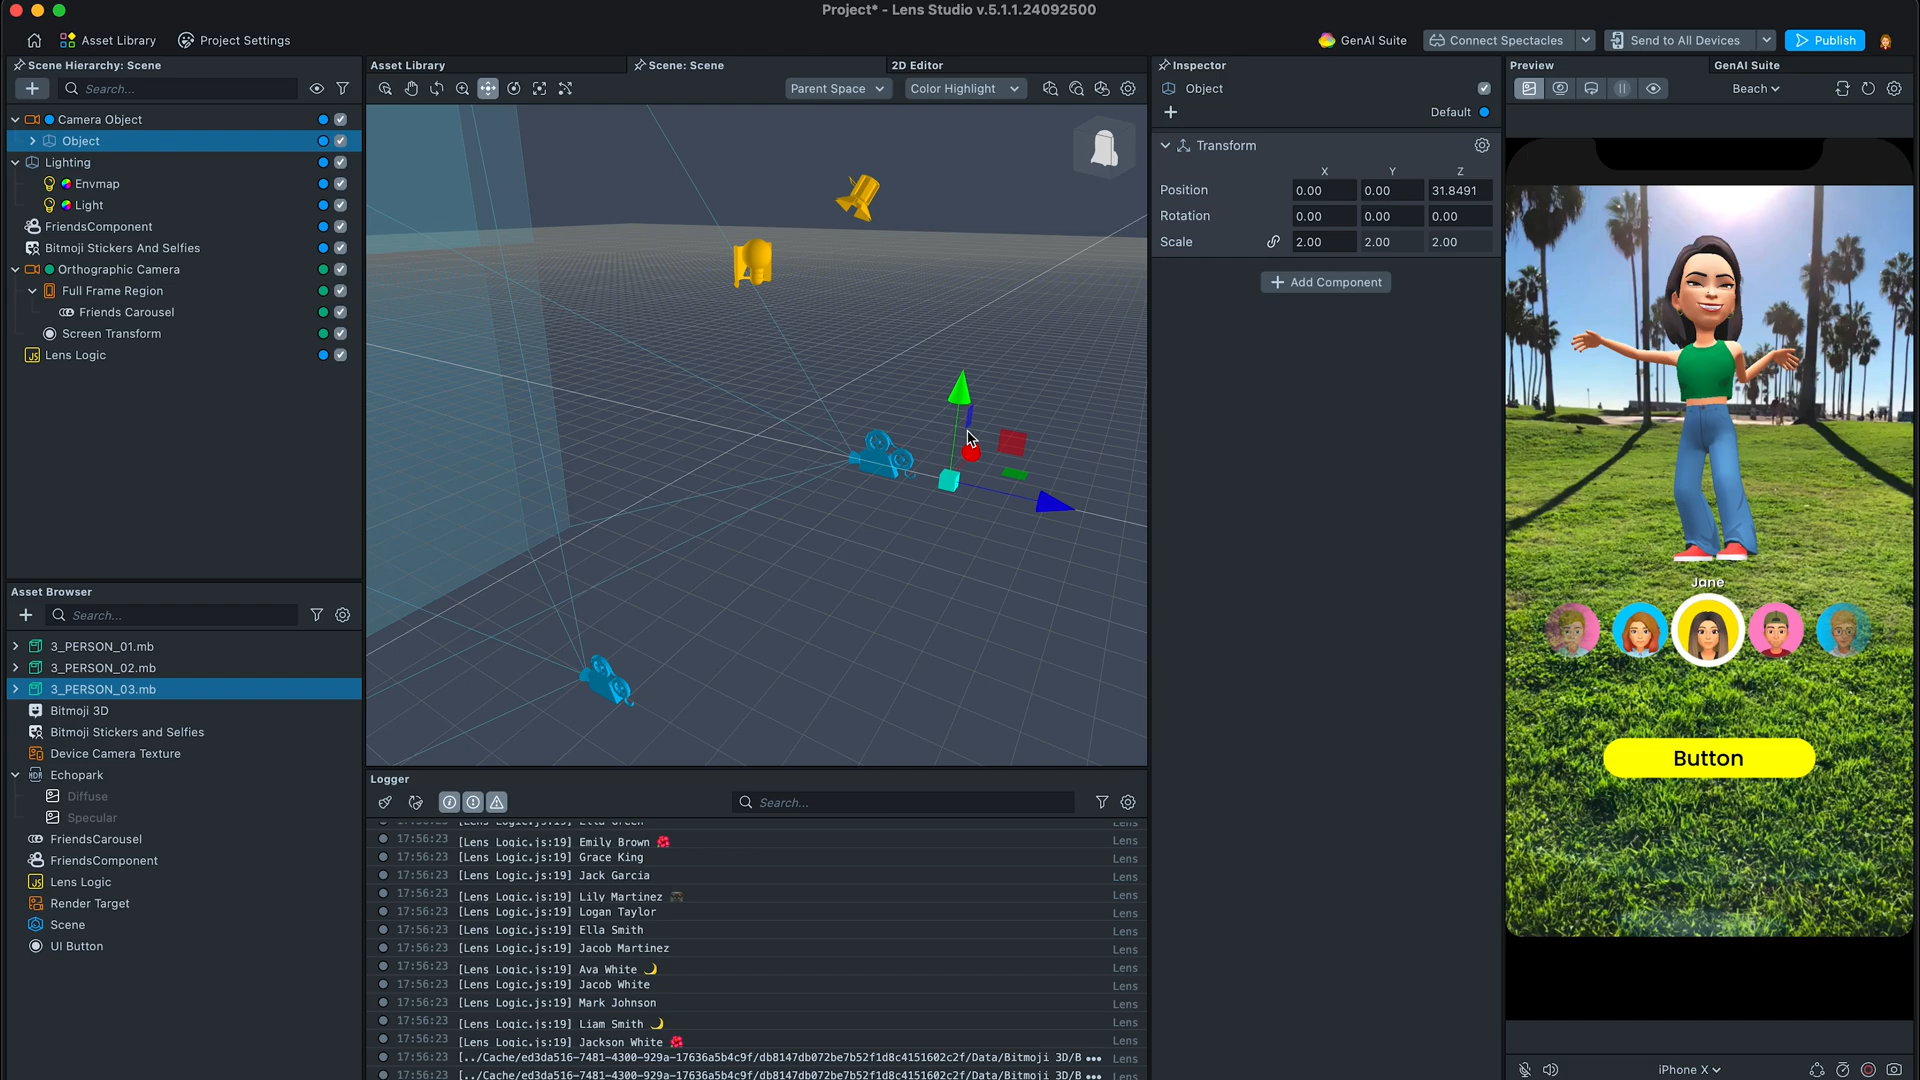 Project* - Lens Studio v.5.1.1.24092500
Asset Library
Project Settings
GenAI Suite
Connect Spectacles
Send to All Devices
Publish
Scene Hierarchy: Scene
Search...
Camera Object
Object
Lighting
Envmap
Light
FriendsComponent
Bitmoji Stickers And Selfies
Orthographic Camera
Full Frame Region
Friends Carousel
Screen Transform
Lens Logic
Asset Browser
Search...
3_PERSON_01.mb
3_PERSON_02.mb
3_PERSON_03.mb
Bitmoji 3D
Bitmoji Stickers and Selfies
Device Camera Texture
Echopark
Diffuse
Specular
FriendsCarousel
FriendsComponent
Lens Logic
Render Target
Scene
UI Button
Asset Library
Scene: Scene
2D Editor
Parent Space
Color Highlight
Logger
Search...
17:56:23 [Lens Logic.js:19] Emily Brown 🌺 Lens
17:56:23 [Lens Logic.js:19] Grace King Lens
17:56:23 [Lens Logic.js:19] Jack Garcia Lens
17:56:23 [Lens Logic.js:19] Lily Martinez Lens
17:56:23 [Lens Logic.js:19] Logan Taylor Lens
17:56:23 [Lens Logic.js:19] Ella Smith Lens
17:56:23 [Lens Logic.js:19] Jacob Martinez Lens
17:56:23 [Lens Logic.js:19] Ava White 🌙 Lens
17:56:23 [Lens Logic.js:19] Jacob White Lens
17:56:23 [Lens Logic.js:19] Mark Johnson Lens
17:56:23 [Lens Logic.js:19] Liam Smith 🌙 Lens
17:56:23 [Lens Logic.js:19] Jackson White 🌺 Lens
17:56:23 [../Cache/ed3da516-7481-4300-929a-17636a5b4c9f/db8147db072be7b52f1d8c4151602c2f/Data/Bitmoji 3D/B ••• Lens
17:56:23 [../Cache/ed3da516-7481-4300-929a-17636a5b4c9f/db8147db072be7b52f1d8c4151602c2f/Data/Bitmoji 3D/B ••• Lens
Inspector
Object
Default
Transform
X Y Z
Position 0.00 0.00 31.8491
Rotation 0.00 0.00 0.00
Scale 2.00 2.00 2.00
Add Component
Preview
GenAI Suite
Beach
Jane
Button
iPhone X